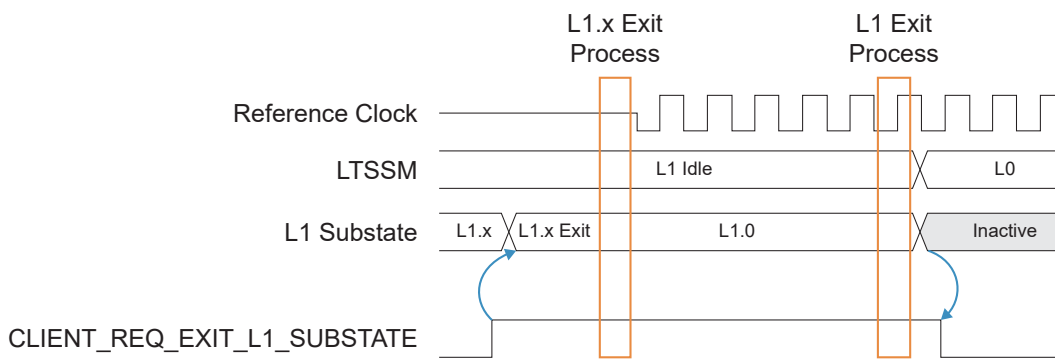 L1.x Exit
Process
L1 Exit
Process
Reference Clock
LTSSM
L1 Idle
L0
L1 Substate
L1.x
L1.x Exit
L1.0
Inactive
CLIENT_REQ_EXIT_L1_SUBSTATE